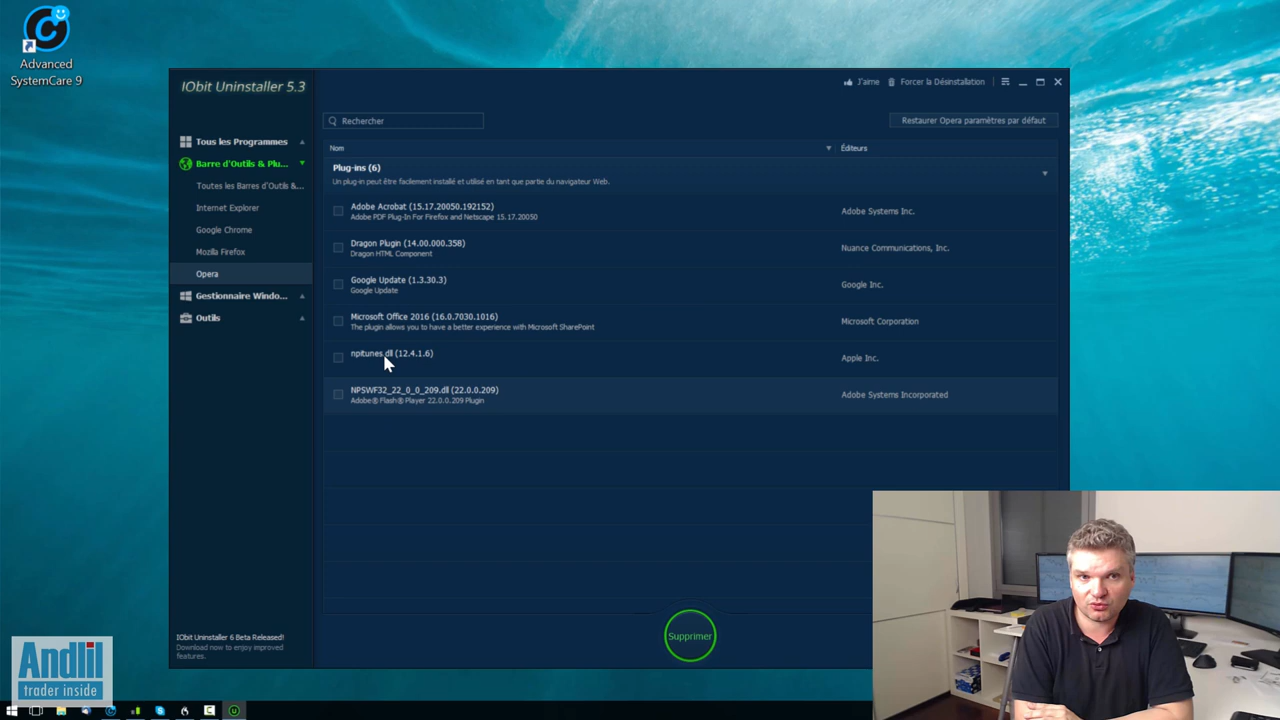 Advanced
SystemCare 9
IObit Uninstaller 5.3
J'aime
Forcer la Désinstallation
Rechercher
Restaurer Opera paramètres par défaut
Tous les Programmes
Barre d'Outils & Plu...
Toutes les Barres d'Outils &...
Internet Explorer
Google Chrome
Mozilla Firefox
Opera
Gestionnaire Windo...
Outils
Nom
Éditeurs
Plug-ins (6)
Un plug-in peut être facilement installé et utilisé en tant que partie du navigateur Web.
Adobe Acrobat (15.17.20050.192152)
Adobe PDF Plug-In For Firefox and Netscape 15.17.20050
Adobe Systems Inc.
Dragon Plugin (14.00.000.358)
Dragon HTML Component
Nuance Communications, Inc.
Google Update (1.3.30.3)
Google Update
Google Inc.
Microsoft Office 2016 (16.0.7030.1016)
The plugin allows you to have a better experience with Microsoft SharePoint
Microsoft Corporation
npitunes.dll (12.4.1.6)
Apple Inc.
NPSWF32_22_0_0_209.dll (22.0.0.209)
Adobe® Flash® Player 22.0.0.209 Plugin
Adobe Systems Incorporated
Supprimer
IObit Uninstaller 6 Beta Released!
Download now to enjoy improved
features.
Andlil
trader inside